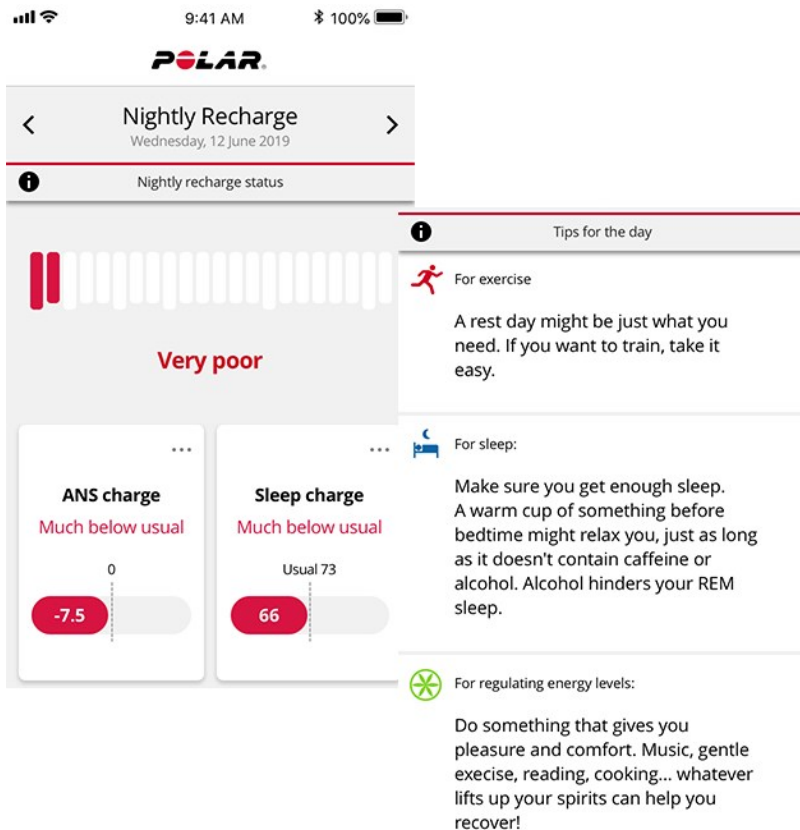 9:41 AM
100%
POLAR.
Nightly Recharge
Wednesday, 12 June 2019
Nightly recharge status
Very poor
ANS charge
Much below usual
0
-7.5
Sleep charge
Much below usual
Usual 73
66
Tips for the day
For exercise
A rest day might be just what you
need. If you want to train, take it
easy.
For sleep:
Make sure you get enough sleep.
A warm cup of something before
bedtime might relax you, just as long
as it doesn't contain caffeine or
alcohol. Alcohol hinders your REM
sleep.
For regulating energy levels:
Do something that gives you
pleasure and comfort. Music, gentle
execise, reading, cooking... whatever
lifts up your spirits can help you
recover!